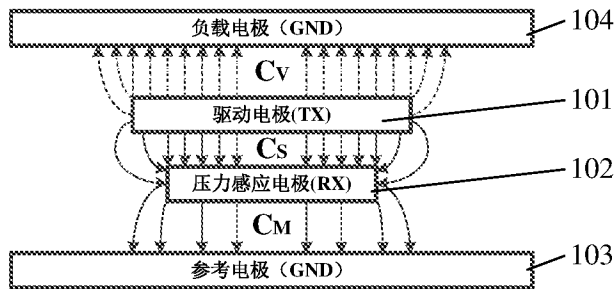 负载电极（GND） 104
CV
驱动电极(TX) 101
CS
压力感应电极(RX) 102
CM
参考电极（GND） 103